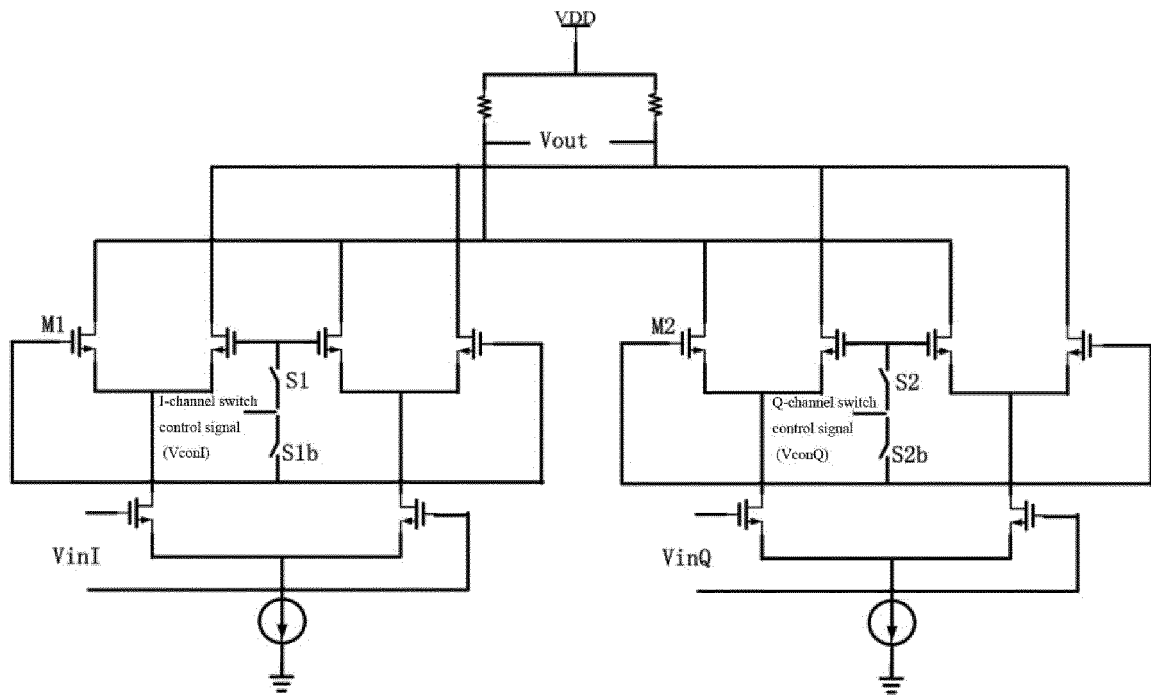 VDD
Vout
M1
M2
S1
S2
I-channel switch
control signal
(VconI)
Q-channel switch
control signal
(VconQ)
S1b
S2b
VinI
VinQ